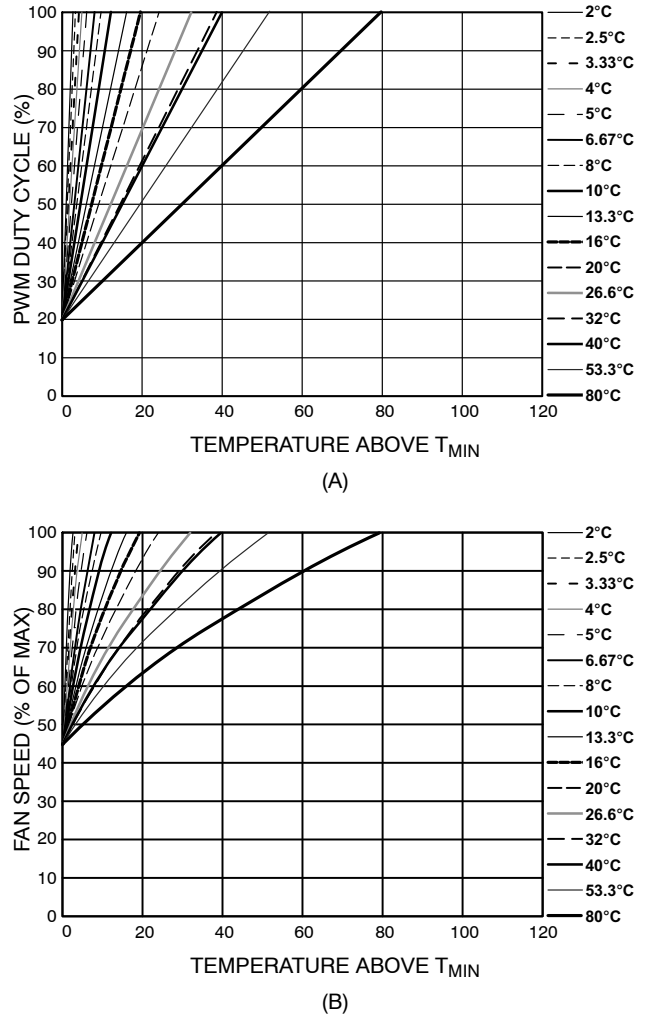 100
90
80
70
60
50
40
30
20
10
0
PWM DUTY CYCLE (%)
0 20 40 60 80 100 120
TEMPERATURE ABOVE TMIN
2°C
2.5°C
3.33°C
4°C
5°C
6.67°C
8°C
10°C
13.3°C
16°C
20°C
26.6°C
32°C
40°C
53.3°C
80°C
(A)
100
90
80
70
60
50
40
30
20
10
0
FAN SPEED (% OF MAX)
0 20 40 60 80 100 120
TEMPERATURE ABOVE TMIN
2°C
2.5°C
3.33°C
4°C
5°C
6.67°C
8°C
10°C
13.3°C
16°C
20°C
26.6°C
32°C
40°C
53.3°C
80°C
(B)